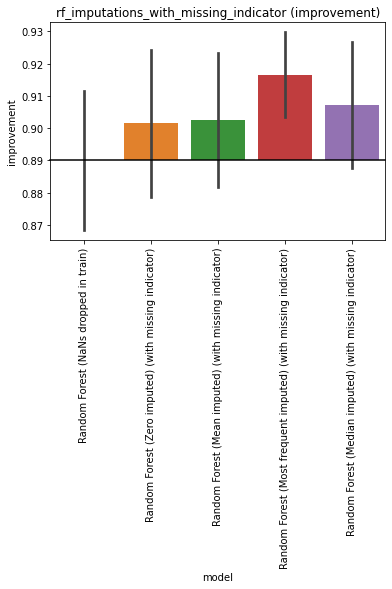 rf_imputations_with_missing_indicator (improvement)
0.93
0.92
0.91
0.90
0.89
0.88
0.87
improvement
Random Forest (NaNs dropped in train)
Random Forest (Zero imputed) (with missing indicator)
Random Forest (Mean imputed) (with missing indicator)
Random Forest (Most frequent imputed) (with missing indicator)
Random Forest (Median imputed) (with missing indicator)
model